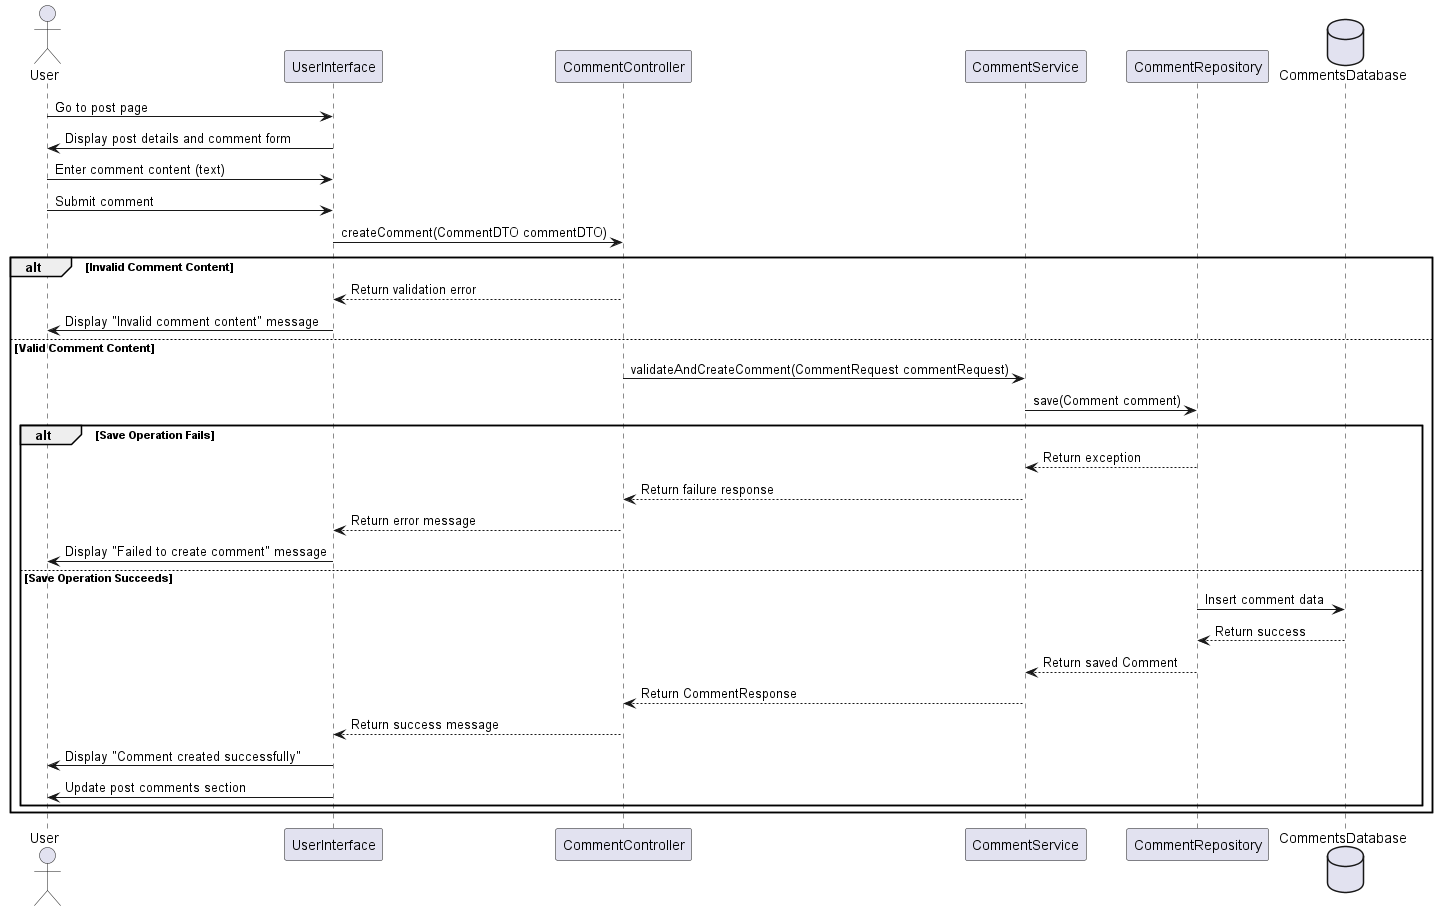 User
UserInterface
CommentController
CommentService
CommentRepository
CommentsDatabase
Go to post page
Display post details and comment form
Enter comment content (text)
Submit comment
createComment(CommentDTO commentDTO)
alt [Invalid Comment Content]
Return validation error
Display "Invalid comment content" message
[Valid Comment Content]
validateAndCreateComment(CommentRequest commentRequest)
save(Comment comment)
alt [Save Operation Fails]
Return exception
Return failure response
Return error message
Display "Failed to create comment" message
[Save Operation Succeeds]
Insert comment data
Return success
Return saved Comment
Return CommentResponse
Return success message
Display "Comment created successfully"
Update post comments section
User
UserInterface
CommentController
CommentService
CommentRepository
CommentsDatabase